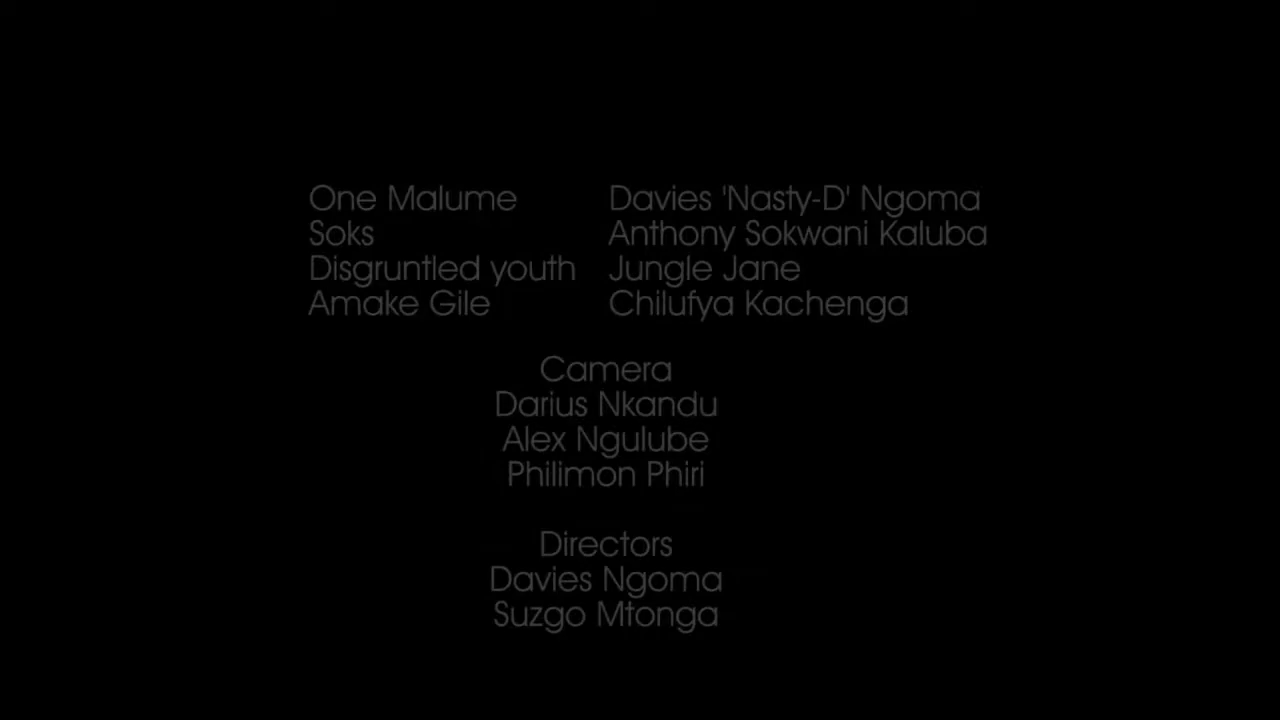 One Malume Davies 'Nasty-D' Ngoma
Soks Anthony Sokwani Kaluba
Disgruntled youth Jungle Jane
Amake Gile Chilufya Kachenga
Camera
Darius Nkandu
Alex Ngulube
Philimon Phiri
Directors
Davies Ngoma
Suzgo Mtonga